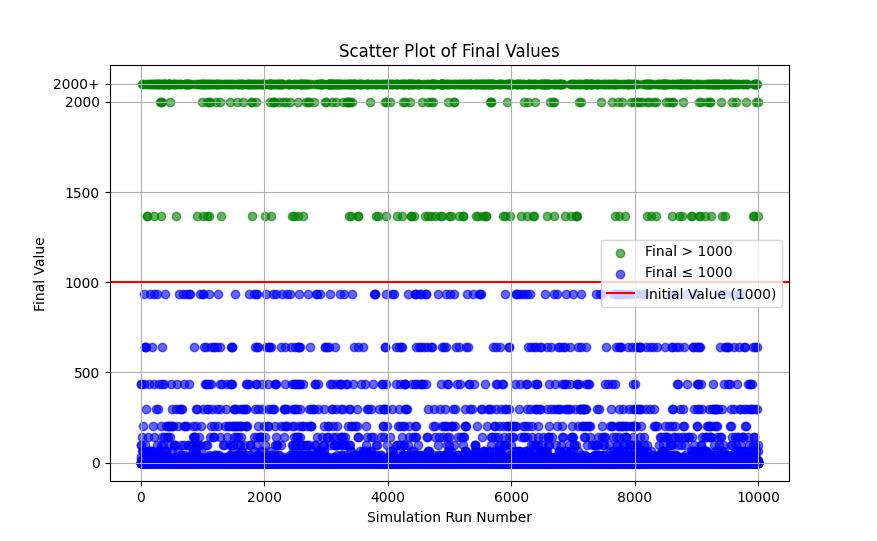 Scatter Plot of Final Values
2000+
2000
1500
1000
500
0
Final Value
Final > 1000
Final ≤ 1000
Initial Value (1000)
0 2000 4000 6000 8000 10000
Simulation Run Number